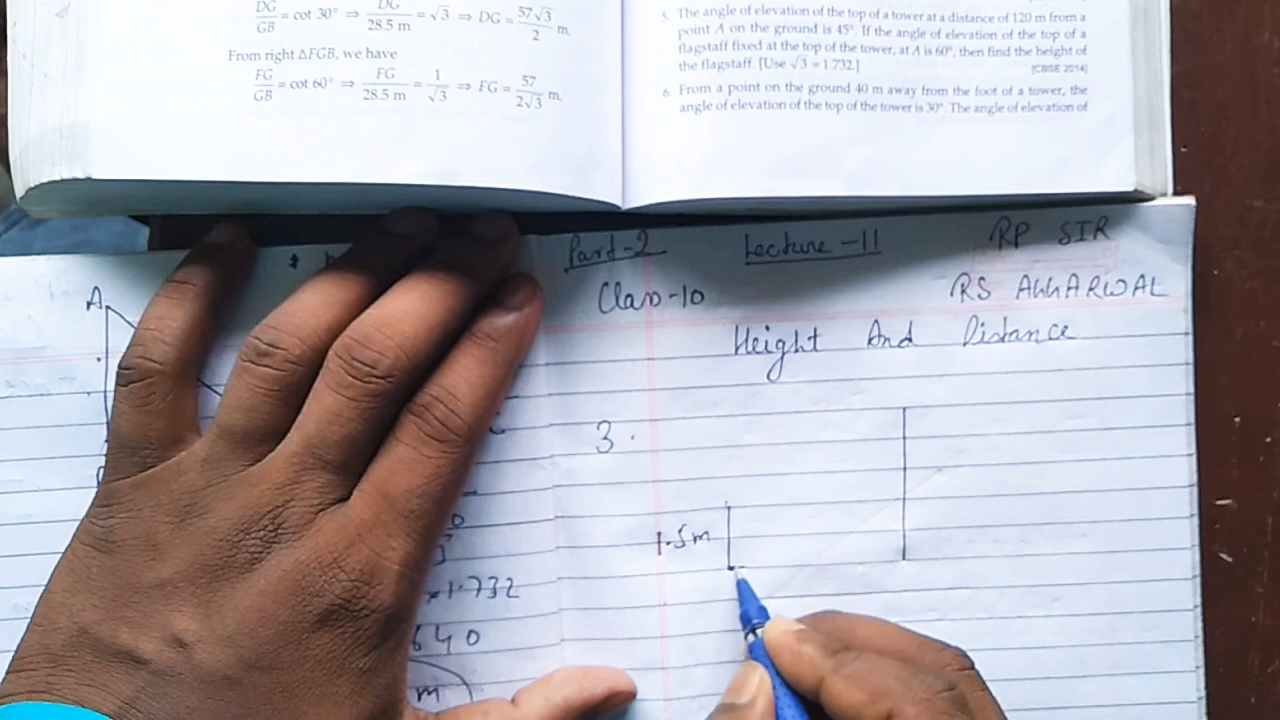 DG/GB = cot 30° ⇒ DG/28.5 m = √3 ⇒ DG = 57√3/2 m.
From right △FGB, we have
FG/GB = cot 60° ⇒ FG/28.5 m = 1/√3 ⇒ FG = 57/2√3 m.
5. The angle of elevation of the top of a tower at a distance of 120 m from a
point A on the ground is 45°. If the angle of elevation of the top of a
flagstaff fixed at the top of the tower, at A is 60°, then find the height of
the flagstaff. [Use √3 = 1.732] [CBSE 2014]
6. From a point on the ground 40 m away from the foot of a tower, the
angle of elevation of the top of the tower is 30°. The angle of elevation of
Part-2 Lecture-11 RP SIR
Class-10 RS AGGARWAL
Height And Distance
A
3.
1.5m
×1.732
640
m